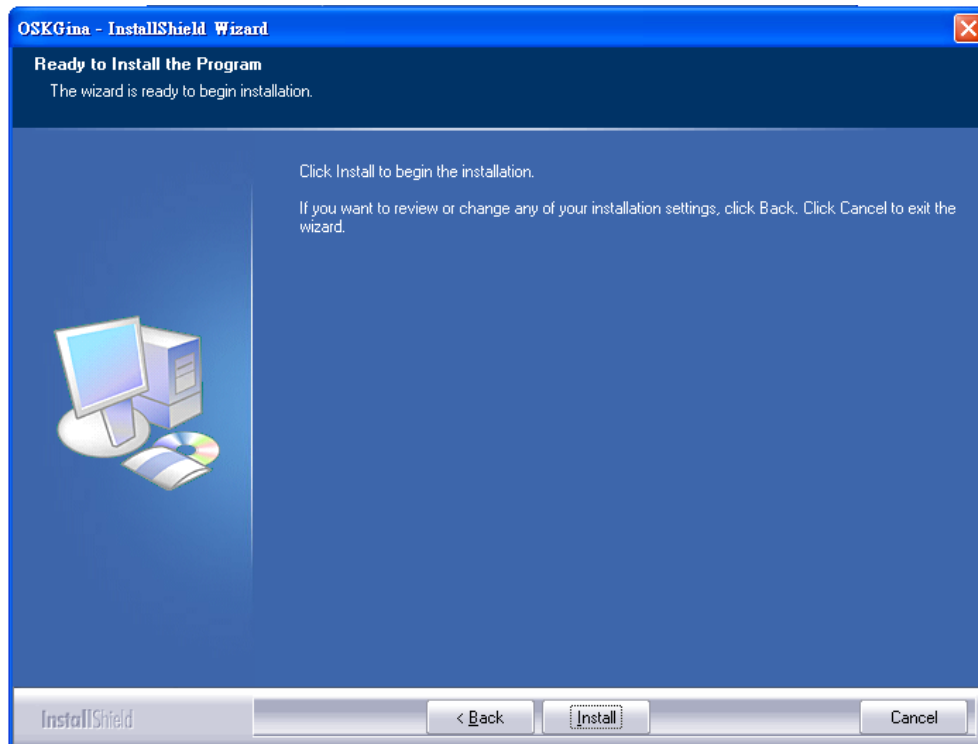 OSKGina - InstallShield Wizard
Ready to Install the Program
The wizard is ready to begin installation.
Click Install to begin the installation.
If you want to review or change any of your installation settings, click Back. Click Cancel to exit the
wizard.
InstallShield
< Back
Install
Cancel